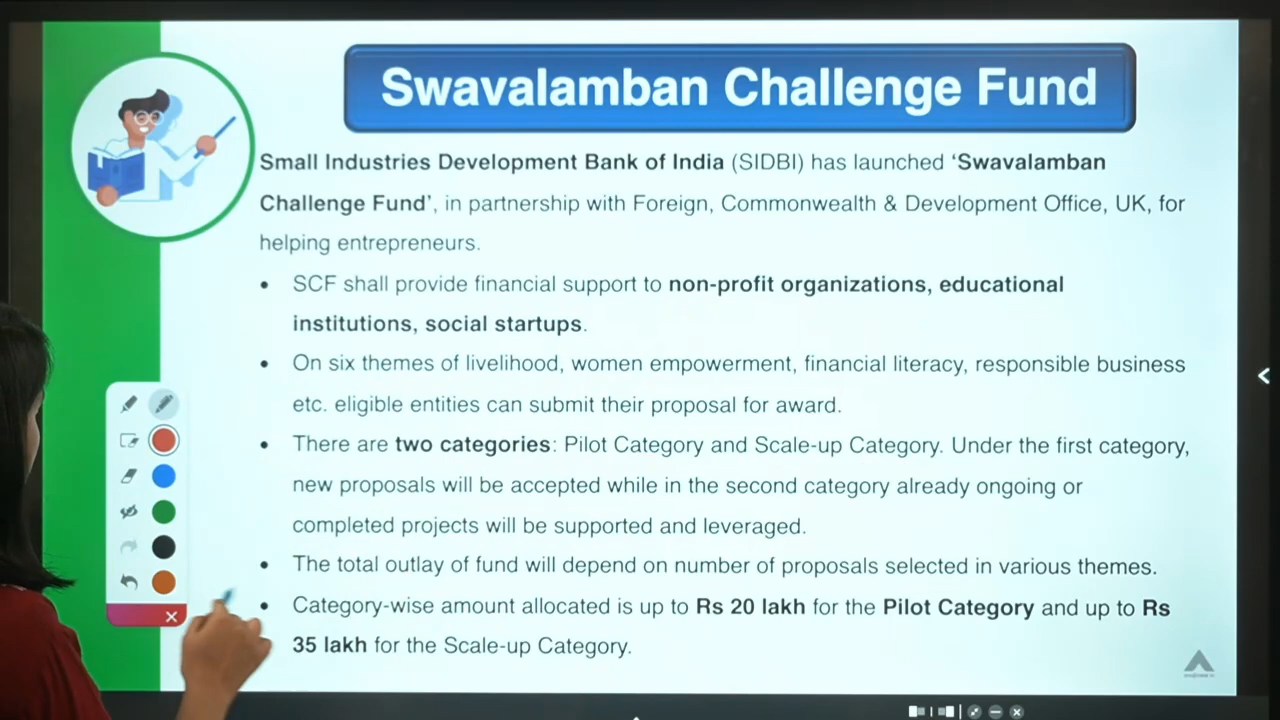 Swavalamban Challenge Fund
Small Industries Development Bank of India (SIDBI) has launched ‘Swavalamban
Challenge Fund’, in partnership with Foreign, Commonwealth & Development Office, UK, for
helping entrepreneurs.
• SCF shall provide financial support to non-profit organizations, educational
institutions, social startups.
• On six themes of livelihood, women empowerment, financial literacy, responsible business
etc. eligible entities can submit their proposal for award.
• There are two categories: Pilot Category and Scale-up Category. Under the first category,
new proposals will be accepted while in the second category already ongoing or
completed projects will be supported and leveraged.
• The total outlay of fund will depend on number of proposals selected in various themes.
• Category-wise amount allocated is up to Rs 20 lakh for the Pilot Category and up to Rs
35 lakh for the Scale-up Category.